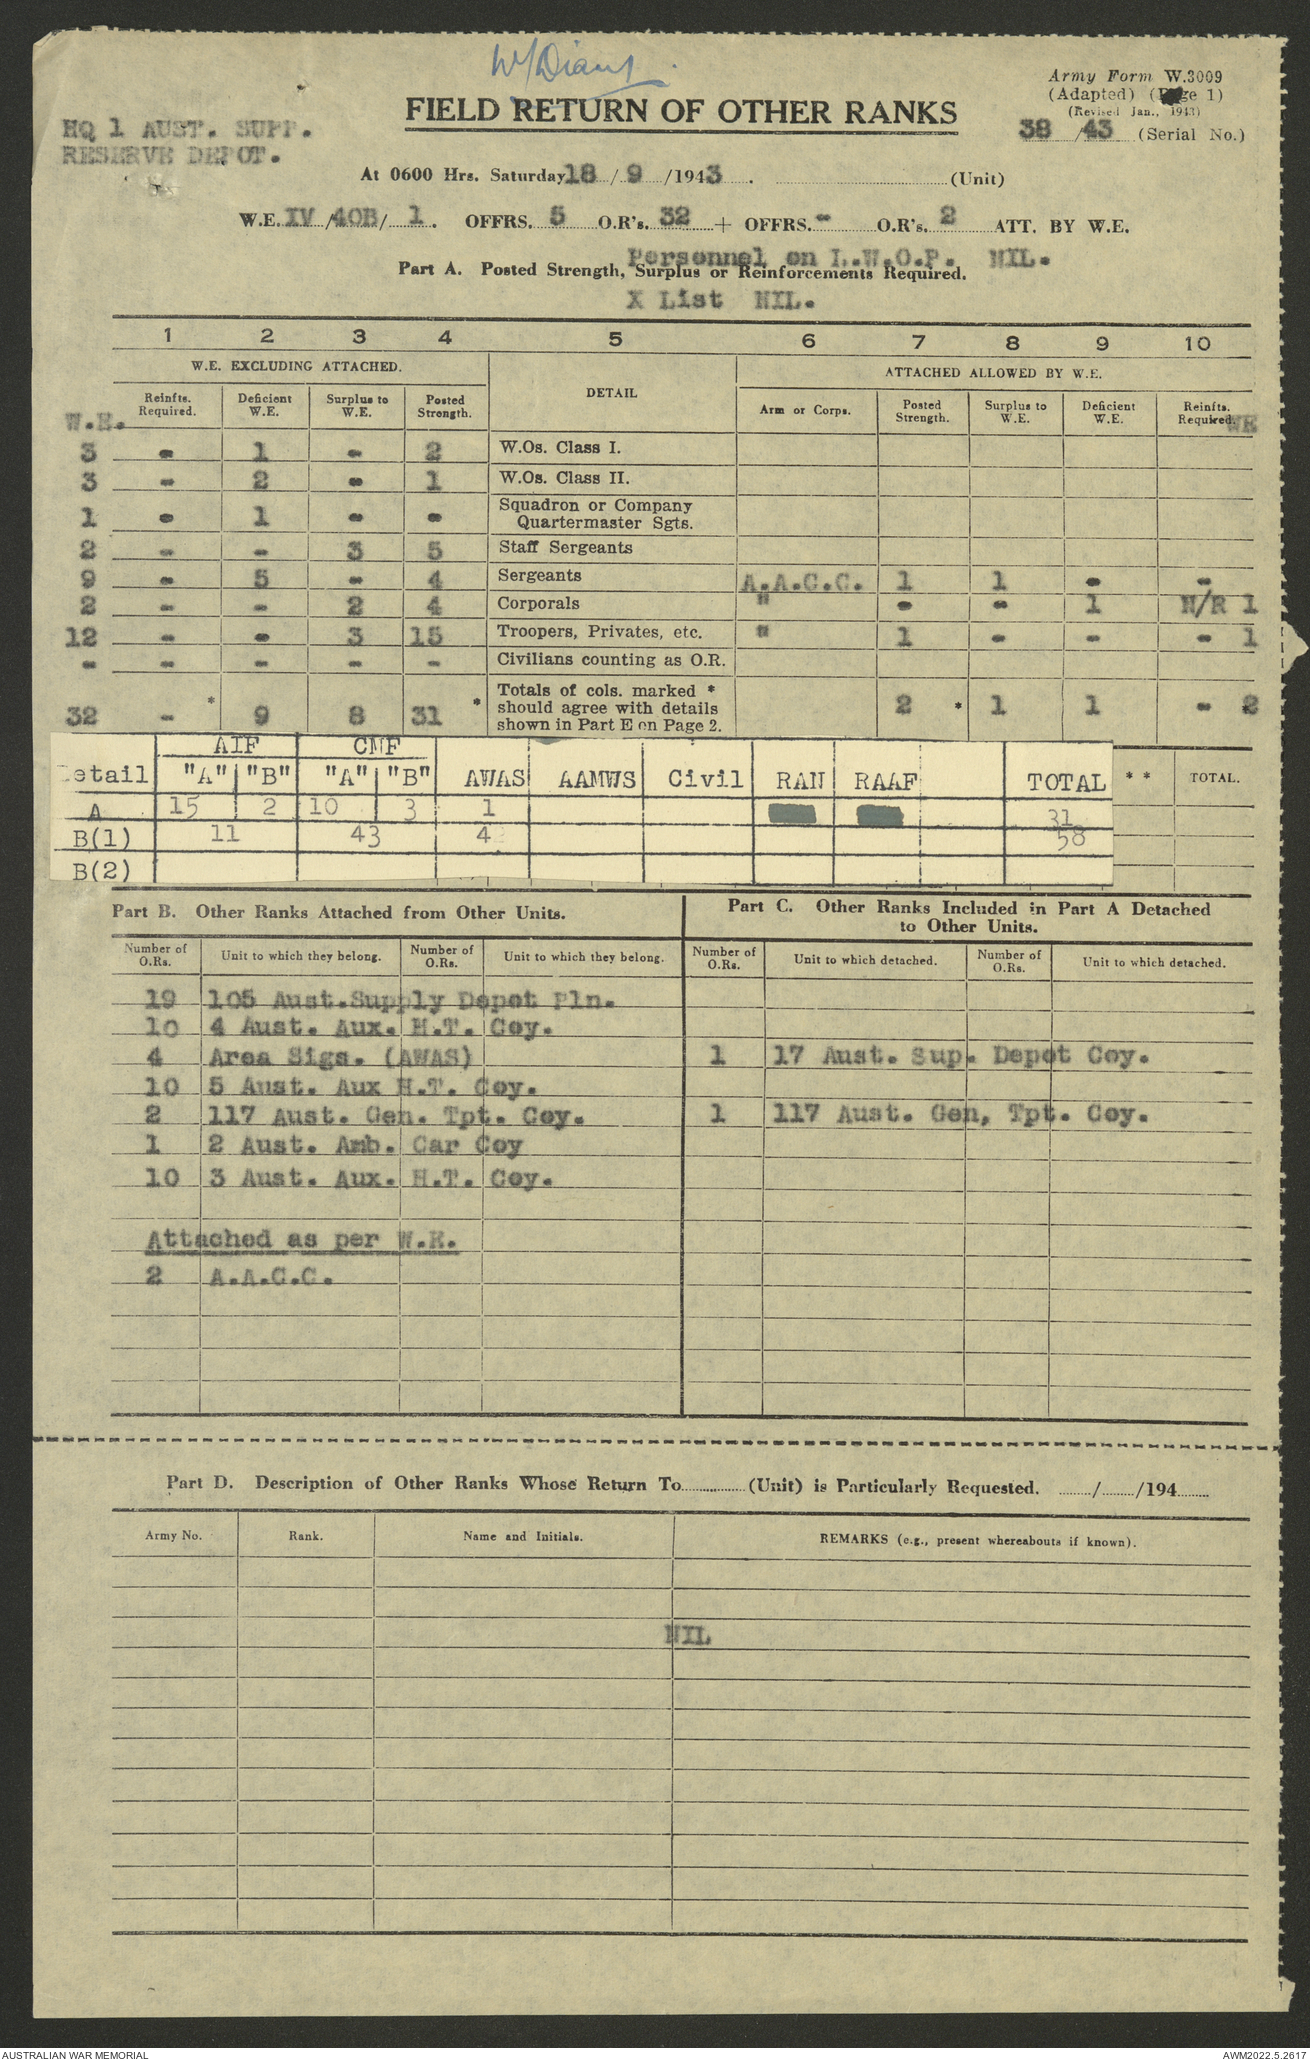 W/Diary
Army Form W.3009
(Adapted) (Page 1)
(Revised Jan., 1943)
38/43 (Serial No.)
FIELD RETURN OF OTHER RANKS
HQ 1 AUST. SUPP.
RESERVE DEPOT.
At 0600 Hrs. Saturday 18/9/1943. (Unit)
W.E. IV/40B/1. OFFRS. 5 O.R's. 32 + OFFRS. - O.R's. 2 ATT. BY W.E.
Personnel on L.W.O.P. NIL.
Part A. Posted Strength, Surplus or Reinforcements Required.
X List NIL.
1 2 3 4 5 6 7 8 9 10
W.E. EXCLUDING ATTACHED. DETAIL ATTACHED ALLOWED BY W.E.
W.E. Reinfts. Required. Deficient W.E. Surplus to W.E. Posted Strength. Arm or Corps. Posted Strength. Surplus to W.E. Deficient W.E. Reinfts. Required. WE
3 - 1 - 2 W.Os. Class I.
3 - 2 - 1 W.Os. Class II.
1 - 1 - - Squadron or Company Quartermaster Sgts.
2 - - 3 5 Staff Sergeants
9 - 5 - 4 Sergeants A.A.C.C. 1 1 - -
2 - - 2 4 Corporals " - - 1 N/R 1
12 - - 3 15 Troopers, Privates, etc. " 1 - - - 1
- - - - - Civilians counting as O.R.
32 - * 9 8 31 * Totals of cols. marked * should agree with details shown in Part E on Page 2. 2 * 1 1 - 2
AIF CMF
etail "A" "B" "A" "B" AWAS AAMWS Civil RAN RAAF TOTAL * * TOTAL.
A 15 2 10 3 1 31
B(1) 11 43 4 58
B(2)
Part B. Other Ranks Attached from Other Units.
Part C. Other Ranks Included in Part A Detached
to Other Units.
Number of O.Rs. Unit to which they belong. Number of O.Rs. Unit to which they belong. Number of O.Rs. Unit to which detached. Number of O.Rs. Unit to which detached.
19 105 Aust.Supply Depot Pln.
10 4 Aust. Aux. H.T. Coy.
4 Area Sigs. (AWAS) 1 17 Aust. Sup. Depot Coy.
10 5 Aust. Aux H.T. Coy.
2 117 Aust. Gen. Tpt. Coy. 1 117 Aust. Gen, Tpt. Coy.
1 2 Aust. Amb. Car Coy
10 3 Aust. Aux. H.T. Coy.
Attached as per W.E.
2 A.A.C.C.
Part D. Description of Other Ranks Whose Return To (Unit) is Particularly Requested. / /194
Army No. Rank. Name and Initials. REMARKS (e.g., present whereabouts if known).
NIL
AUSTRALIAN WAR MEMORIAL AWM2022.5.2617